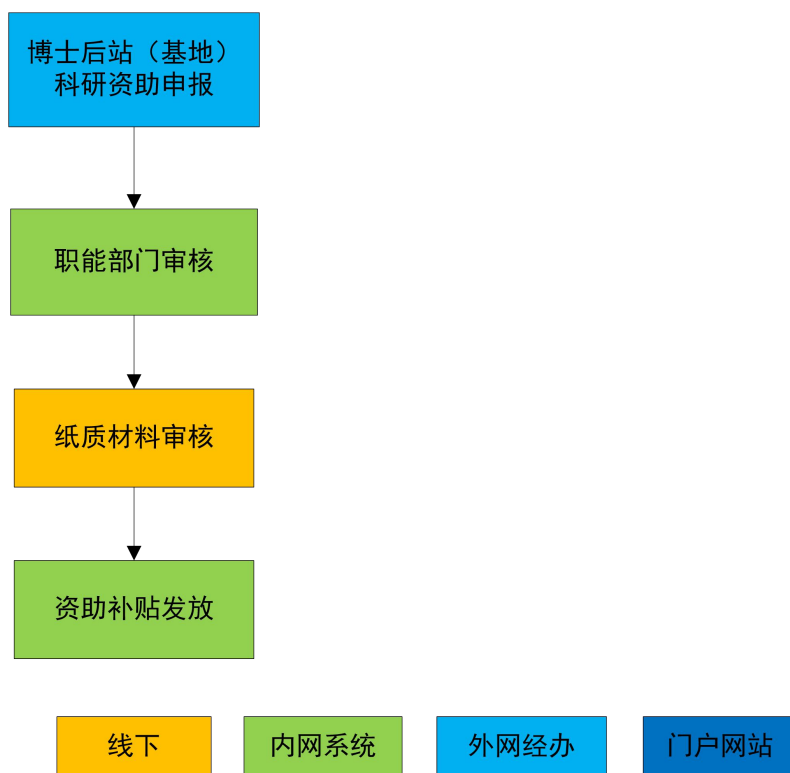 博士后站（基地）
科研资助申报
职能部门审核
纸质材料审核
资助补贴发放
线下
内网系统
外网经办
门户网站